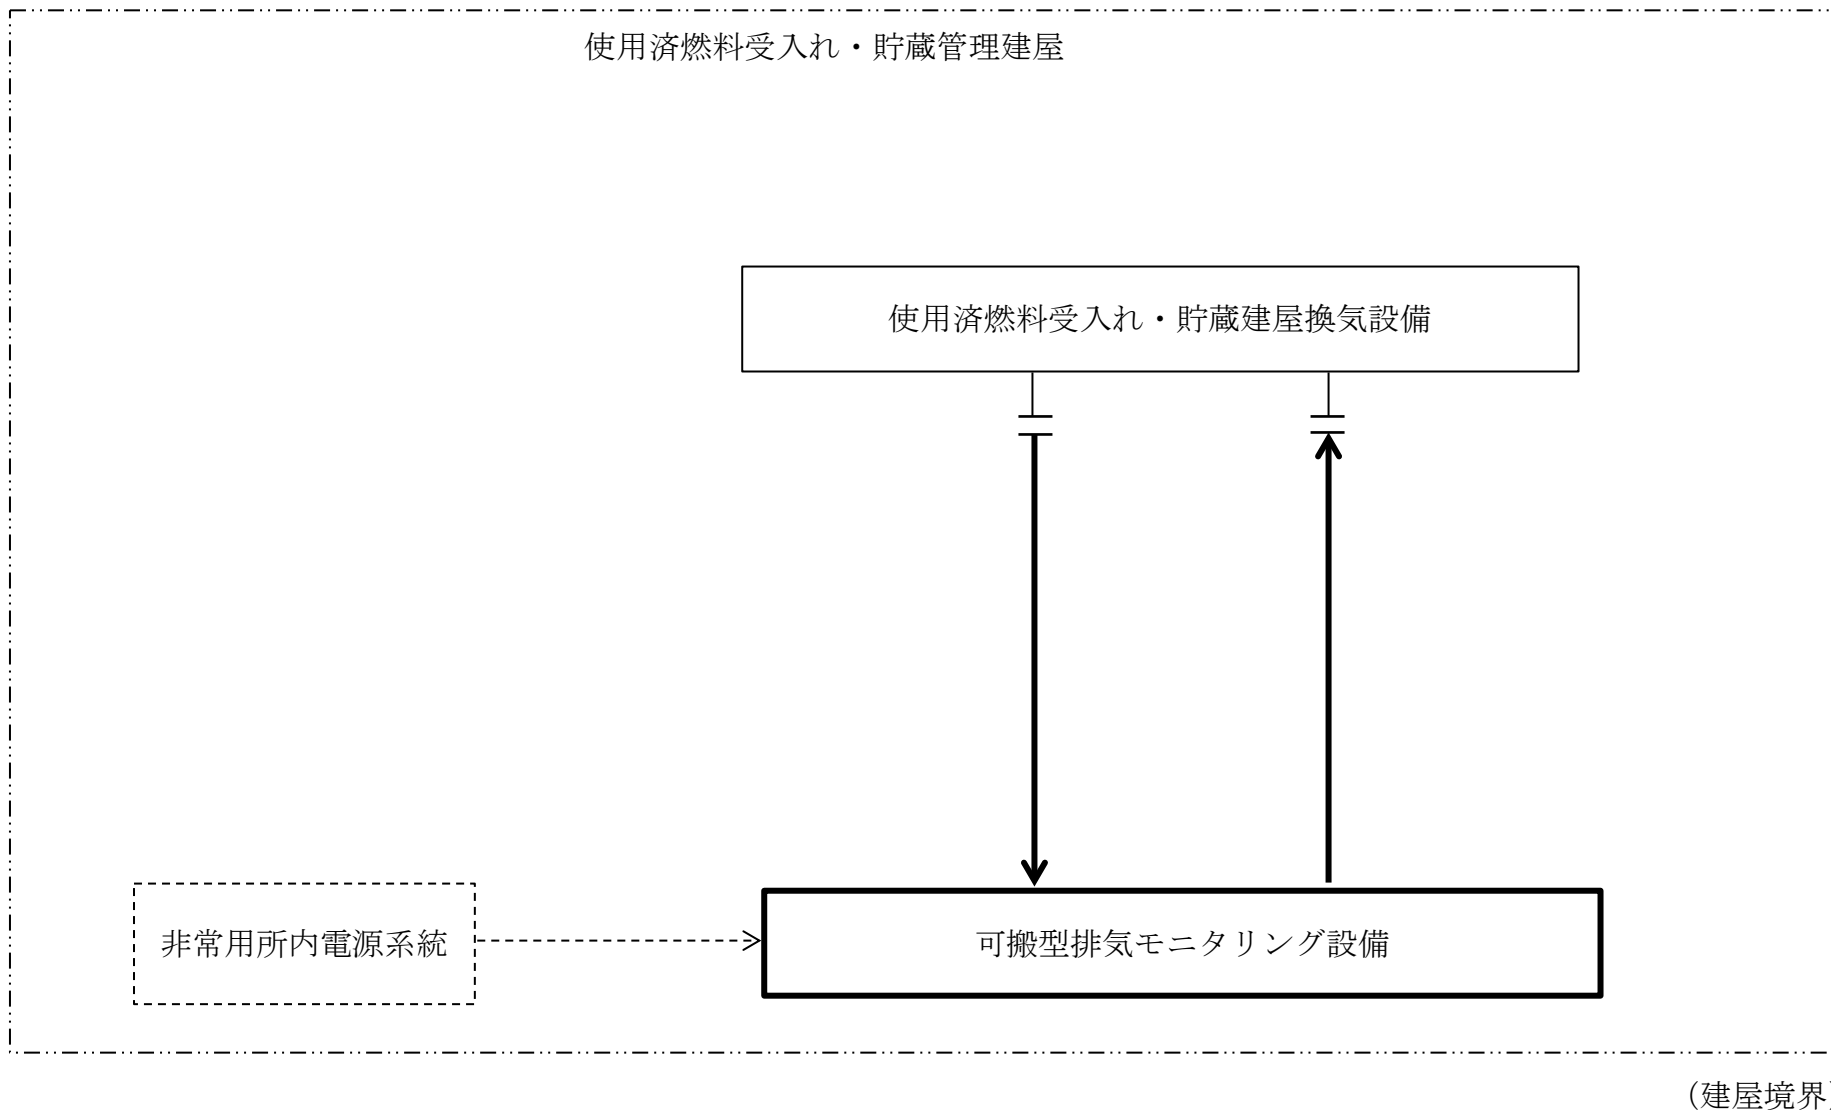 使用済燃料受入れ・貯蔵管理建屋
使用済燃料受入れ・貯蔵建屋換気設備
非常用所内電源系統
可搬型排気モニタリング設備
（建屋境界）